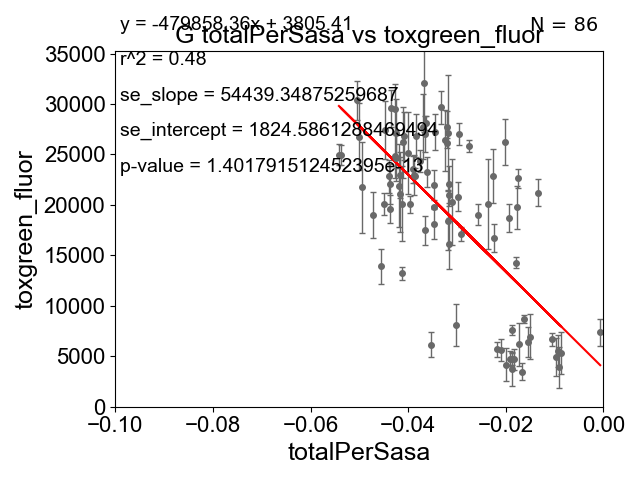 y = -479858.36x + 3805.41
N = 86
G totalPerSasa vs toxgreen_fluor
r^2 = 0.48
se_slope = 54439.34875259687
se_intercept = 1824.5861288469494
p-value = 1.401791512452395e-13
35000
30000
25000
20000
15000
10000
5000
0
toxgreen_fluor
−0.10
−0.08
−0.06
−0.04
−0.02
0.00
totalPerSasa